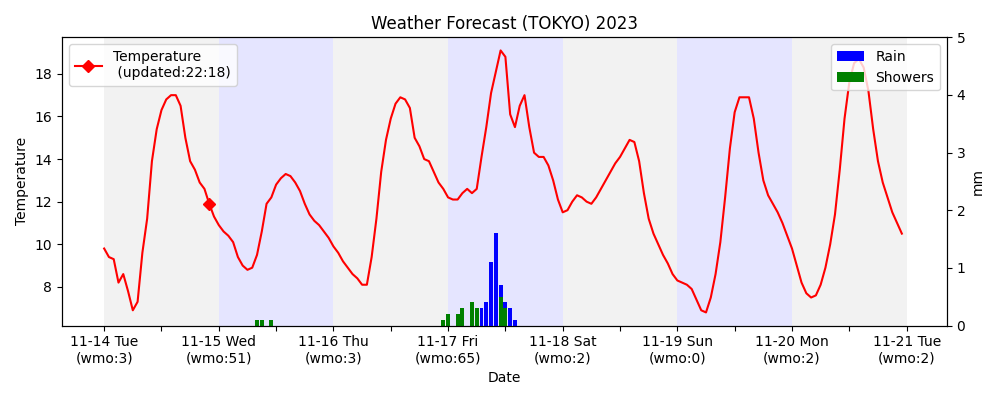 Weather Forecast (TOKYO) 2023
Temperature
(updated:22:18)
Rain
Showers
18
16
14
12
10
8
Temperature
5
4
3
2
1
0
mm
11-14 Tue 11-15 Wed 11-16 Thu 11-17 Fri 11-18 Sat 11-19 Sun 11-20 Mon 11-21 Tue
(wmo:3) (wmo:51) (wmo:3) (wmo:65) (wmo:2) (wmo:0) (wmo:2) (wmo:2)
Date